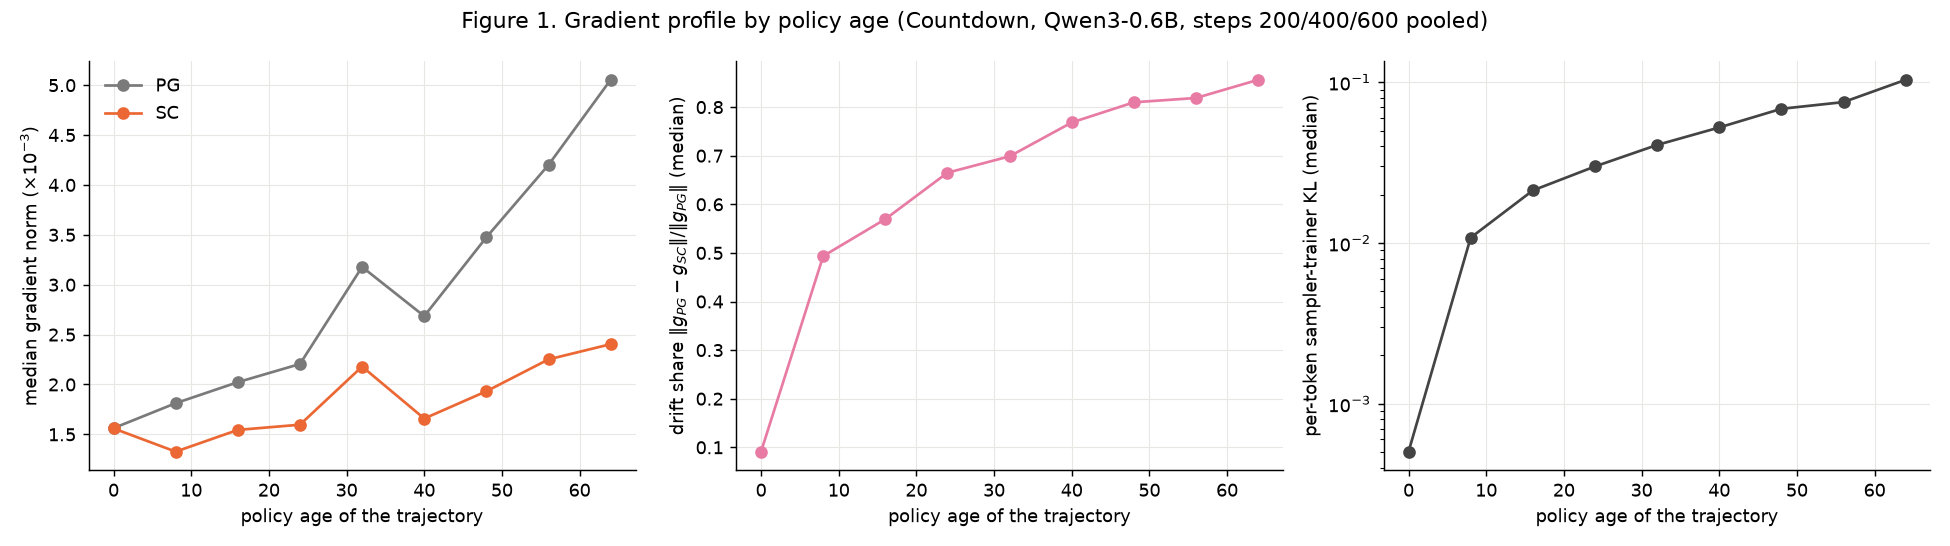 Figure 1. Gradient profile by policy age (Countdown, Qwen3-0.6B, steps 200/400/600 pooled)
median gradient norm (×10⁻³)
5.0
4.5
4.0
3.5
3.0
2.5
2.0
1.5
PG
SC
0 10 20 30 40 50 60
policy age of the trajectory
drift share ‖g_PG − g_SC‖/‖g_PG‖ (median)
0.8
0.7
0.6
0.5
0.4
0.3
0.2
0.1
0 10 20 30 40 50 60
policy age of the trajectory
per-token sampler-trainer KL (median)
10⁻¹
10⁻²
10⁻³
0 10 20 30 40 50 60
policy age of the trajectory